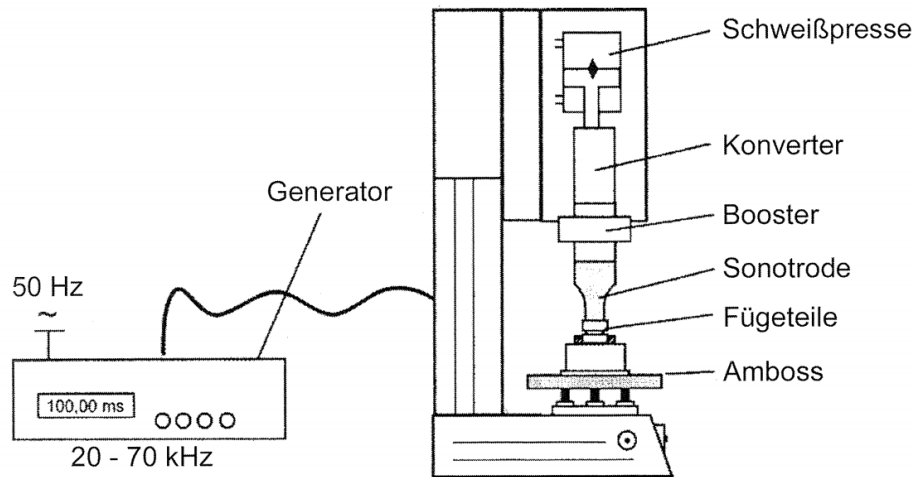 Schweißpresse
Konverter
Generator
Booster
50 Hz
~
Sonotrode
Fügeteile
Amboss
100,00 ms
20 - 70 kHz